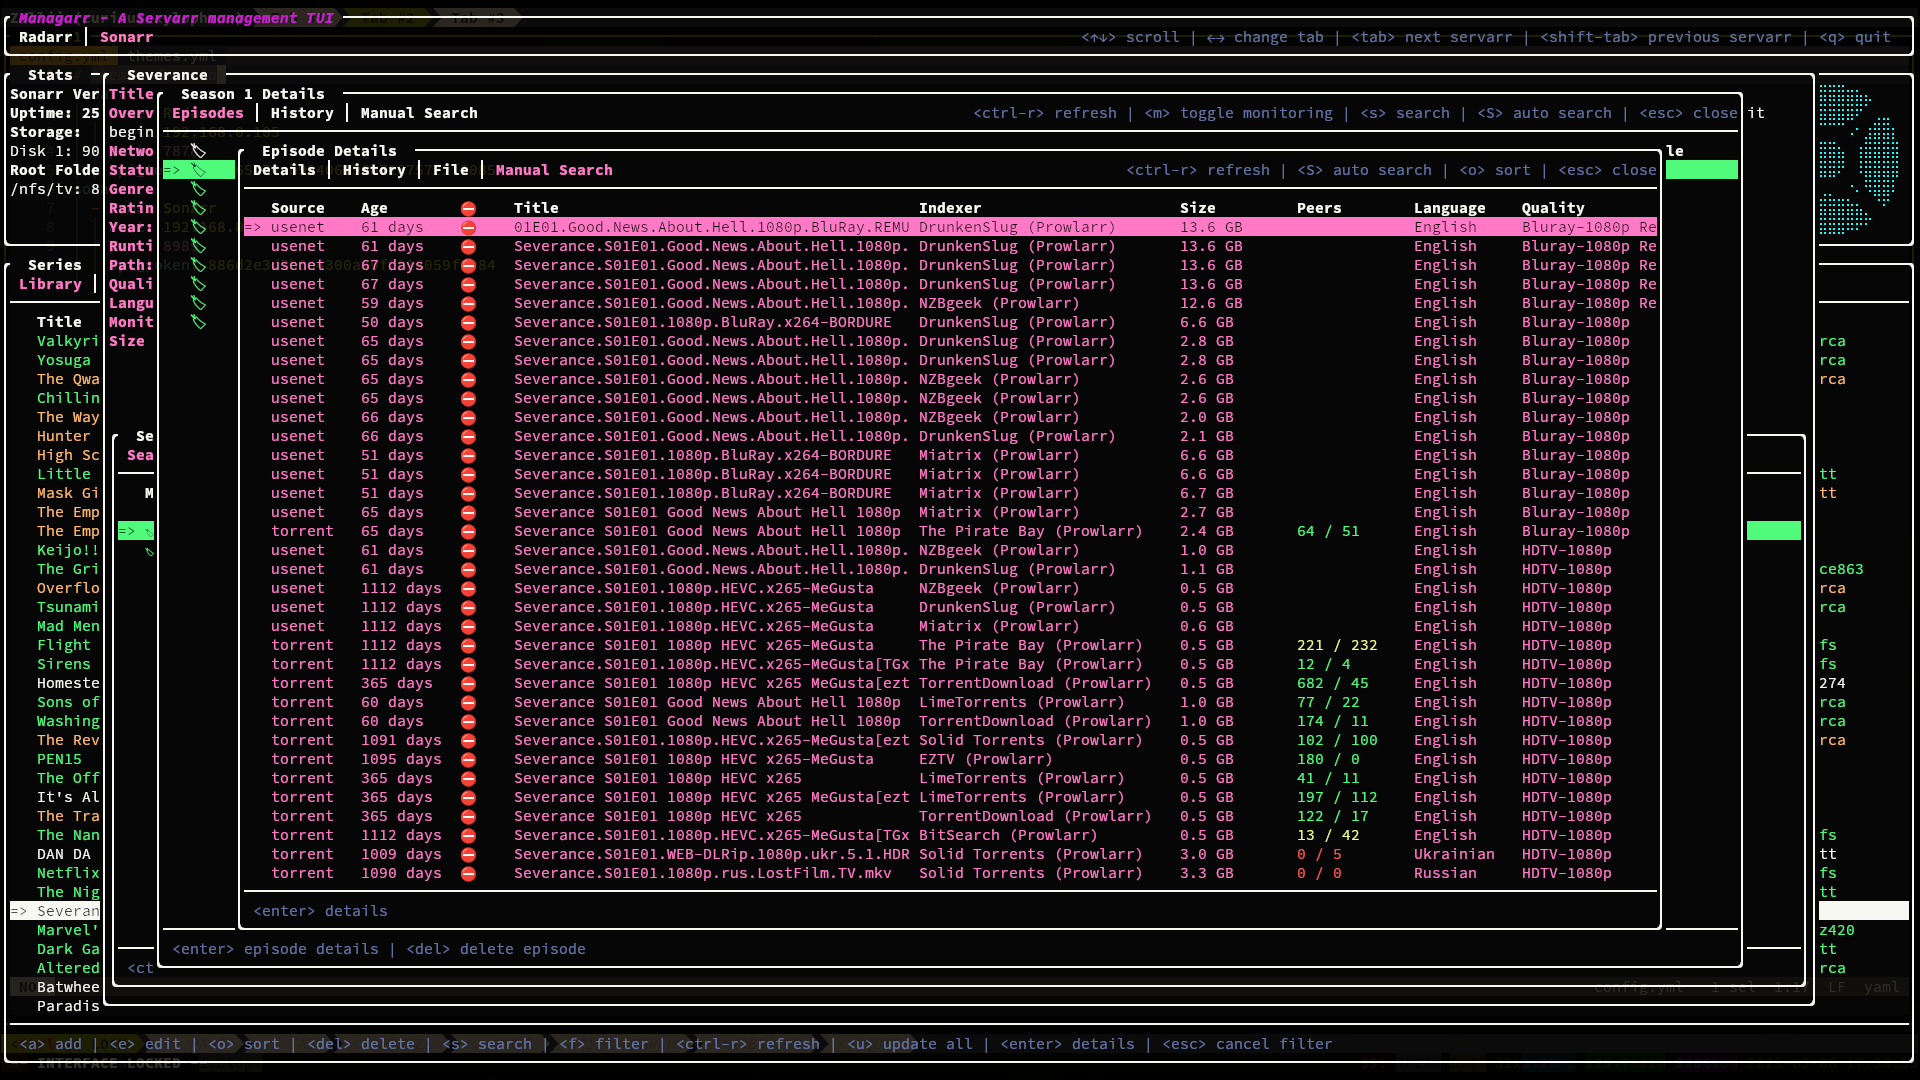 Managarr - A Servarr management TUI
Radarr │ Sonarr <↑↓> scroll | ↔ change tab | <tab> next servarr | <shift-tab> previous servarr | <q> quit
Stats Severance
Sonarr Ver Title Season 1 Details
Uptime: 25 Overv Episodes │ History │ Manual Search <ctrl-r> refresh | <m> toggle monitoring | <s> search | <S> auto search | <esc> close it
Storage: begin
Disk 1: 90 Netwo Episode Details le
Root Folde Statu => Details │ History │ File │ Manual Search <ctrl-r> refresh | <S> auto search | <o> sort | <esc> close
/nfs/tv: 8 Genre
Ratin Source Age ⛔ Title Indexer Size Peers Language Quality
Year: => usenet 61 days ⛔ 01E01.Good.News.About.Hell.1080p.BluRay.REMU DrunkenSlug (Prowlarr) 13.6 GB English Bluray-1080p Re
Runti usenet 61 days ⛔ Severance.S01E01.Good.News.About.Hell.1080p. DrunkenSlug (Prowlarr) 13.6 GB English Bluray-1080p Re
Series Path: usenet 67 days ⛔ Severance.S01E01.Good.News.About.Hell.1080p. DrunkenSlug (Prowlarr) 13.6 GB English Bluray-1080p Re
Library │ Quali usenet 67 days ⛔ Severance.S01E01.Good.News.About.Hell.1080p. DrunkenSlug (Prowlarr) 13.6 GB English Bluray-1080p Re
Langu usenet 59 days ⛔ Severance.S01E01.Good.News.About.Hell.1080p. NZBgeek (Prowlarr) 12.6 GB English Bluray-1080p Re
Title Monit usenet 50 days ⛔ Severance.S01E01.1080p.BluRay.x264-BORDURE DrunkenSlug (Prowlarr) 6.6 GB English Bluray-1080p
Valkyri Size usenet 65 days ⛔ Severance.S01E01.Good.News.About.Hell.1080p. DrunkenSlug (Prowlarr) 2.8 GB English Bluray-1080p rca
Yosuga usenet 65 days ⛔ Severance.S01E01.Good.News.About.Hell.1080p. DrunkenSlug (Prowlarr) 2.8 GB English Bluray-1080p rca
The Qwa usenet 65 days ⛔ Severance.S01E01.Good.News.About.Hell.1080p. NZBgeek (Prowlarr) 2.6 GB English Bluray-1080p rca
Chillin usenet 65 days ⛔ Severance.S01E01.Good.News.About.Hell.1080p. NZBgeek (Prowlarr) 2.6 GB English Bluray-1080p
The Way usenet 66 days ⛔ Severance.S01E01.Good.News.About.Hell.1080p. NZBgeek (Prowlarr) 2.0 GB English Bluray-1080p
Hunter Se usenet 66 days ⛔ Severance.S01E01.Good.News.About.Hell.1080p. DrunkenSlug (Prowlarr) 2.1 GB English Bluray-1080p
High Sc Sea usenet 51 days ⛔ Severance.S01E01.1080p.BluRay.x264-BORDURE Miatrix (Prowlarr) 6.6 GB English Bluray-1080p
Little usenet 51 days ⛔ Severance.S01E01.1080p.BluRay.x264-BORDURE Miatrix (Prowlarr) 6.6 GB English Bluray-1080p tt
Mask Gi M usenet 51 days ⛔ Severance.S01E01.1080p.BluRay.x264-BORDURE Miatrix (Prowlarr) 6.7 GB English Bluray-1080p tt
The Emp usenet 65 days ⛔ Severance S01E01 Good News About Hell 1080p Miatrix (Prowlarr) 2.7 GB English Bluray-1080p
The Emp => torrent 65 days ⛔ Severance.S01E01.Good.News.About.Hell.1080p. The Pirate Bay (Prowlarr) 2.4 GB 64 / 51 English Bluray-1080p
Keijo!! usenet 61 days ⛔ Severance.S01E01.Good.News.About.Hell.1080p. NZBgeek (Prowlarr) 1.0 GB English HDTV-1080p
The Gri usenet 61 days ⛔ Severance.S01E01.Good.News.About.Hell.1080p. DrunkenSlug (Prowlarr) 1.1 GB English HDTV-1080p ce863
Overflo usenet 1112 days ⛔ Severance.S01E01.1080p.HEVC.x265-MeGusta NZBgeek (Prowlarr) 0.5 GB English HDTV-1080p rca
Tsunami usenet 1112 days ⛔ Severance.S01E01.1080p.HEVC.x265-MeGusta DrunkenSlug (Prowlarr) 0.5 GB English HDTV-1080p rca
Mad Men usenet 1112 days ⛔ Severance.S01E01.1080p.HEVC.x265-MeGusta Miatrix (Prowlarr) 0.6 GB English HDTV-1080p
Flight torrent 1112 days ⛔ Severance.S01E01.1080p.HEVC.x265-MeGusta The Pirate Bay (Prowlarr) 0.5 GB 221 / 232 English HDTV-1080p fs
Sirens torrent 1112 days ⛔ Severance.S01E01.1080p.HEVC.x265-MeGusta[TGx The Pirate Bay (Prowlarr) 0.5 GB 12 / 4 English HDTV-1080p fs
Homeste torrent 365 days ⛔ Severance S01E01 1080p HEVC x265 MeGusta[ezt TorrentDownload (Prowlarr) 0.5 GB 682 / 45 English HDTV-1080p 274
Sons of torrent 60 days ⛔ Severance S01E01 Good News About Hell 1080p LimeTorrents (Prowlarr) 1.0 GB 77 / 22 English HDTV-1080p rca
Washing torrent 60 days ⛔ Severance S01E01 Good News About Hell 1080p TorrentDownload (Prowlarr) 1.0 GB 174 / 11 English HDTV-1080p rca
The Rev torrent 1091 days ⛔ Severance.S01E01.1080p.HEVC.x265-MeGusta[ezt Solid Torrents (Prowlarr) 0.5 GB 102 / 100 English HDTV-1080p rca
PEN15 torrent 1095 days ⛔ Severance S01E01 1080p HEVC x265-MeGusta EZTV (Prowlarr) 0.5 GB 180 / 0 English HDTV-1080p
The Off torrent 365 days ⛔ Severance S01E01 1080p HEVC x265 LimeTorrents (Prowlarr) 0.5 GB 41 / 11 English HDTV-1080p
It's Al torrent 365 days ⛔ Severance S01E01 1080p HEVC x265 MeGusta[ezt LimeTorrents (Prowlarr) 0.5 GB 197 / 112 English HDTV-1080p
The Tra torrent 365 days ⛔ Severance S01E01 1080p HEVC x265 TorrentDownload (Prowlarr) 0.5 GB 122 / 17 English HDTV-1080p
The Nan torrent 1112 days ⛔ Severance.S01E01.1080p.HEVC.x265-MeGusta[TGx BitSearch (Prowlarr) 0.5 GB 13 / 42 English HDTV-1080p fs
DAN DA torrent 1009 days ⛔ Severance.S01E01.WEB-DLRip.1080p.ukr.5.1.HDR Solid Torrents (Prowlarr) 3.0 GB 0 / 5 Ukrainian HDTV-1080p tt
Netflix torrent 1090 days ⛔ Severance.S01E01.1080p.rus.LostFilm.TV.mkv Solid Torrents (Prowlarr) 3.3 GB 0 / 0 Russian HDTV-1080p fs
The Nig tt
=> Severan <enter> details
Marvel' z420
Dark Ga <enter> episode details | <del> delete episode tt
Altered <ct rca
Batwhee config.yml 1 sel LF yaml
Paradis
<a> add | <e> edit | <o> sort | <del> delete | <s> search | <f> filter | <ctrl-r> refresh | <u> update all | <enter> details | <esc> cancel filter
INTERFACE LOCKED